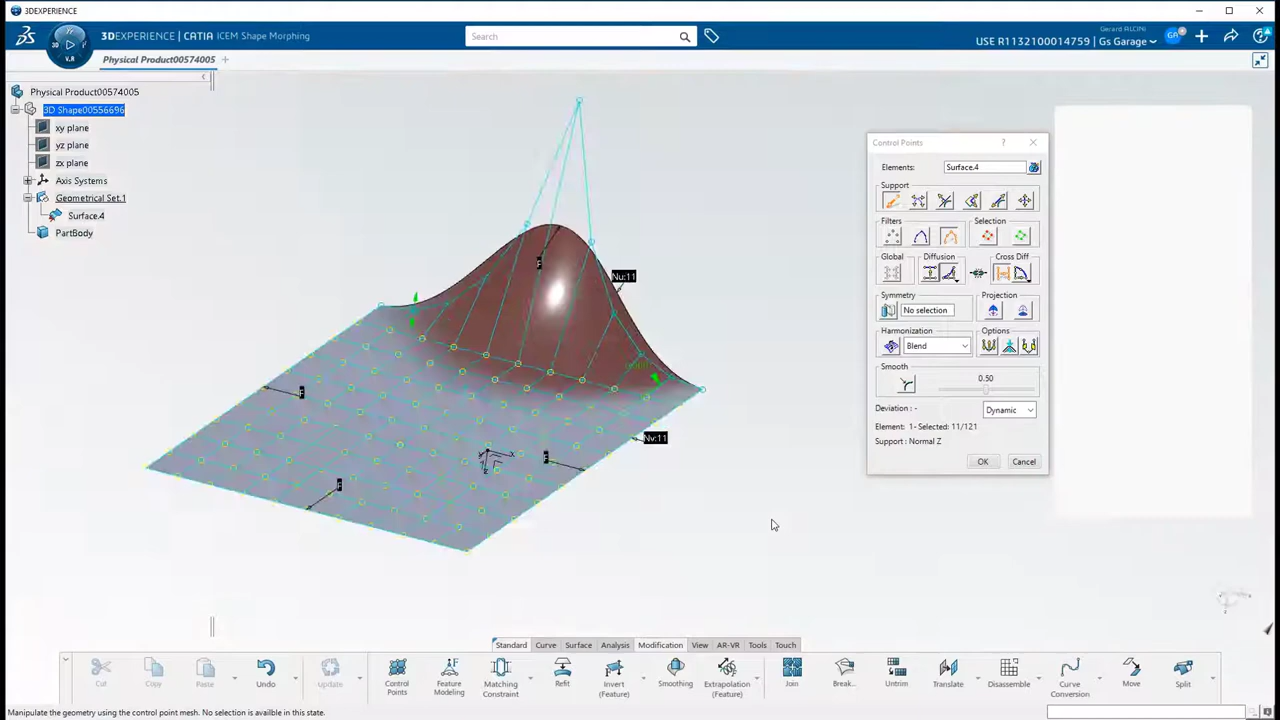 3DEXPERIENCE
3DEXPERIENCE | CATIA ICEM Shape Morphing
Search
Gerard ALCINI
USE R1132100014759 | Gs Garage
GA
3D
V.R
Physical Product00574005
Physical Product00574005
3D Shape00556696
xy plane
yz plane
zx plane
Axis Systems
Geometrical Set.1
Surface.4
PartBody
F
Nu:11
F
Nv:11
F
F
Control Points
Elements: Surface.4
Support
Filters Selection
Global Diffusion Cross Diff
Symmetry Projection
No selection
Harmonization Options
Blend
Smooth
0.50
Deviation : - Dynamic
Element: 1- Selected: 11/121
Support : Normal Z
OK Cancel
Standard Curve Surface Analysis Modification View AR-VR Tools Touch
Cut Copy Paste Undo Update Control Points Feature Modeling Matching Constraint Refit Invert (Feature) Smoothing Extrapolation (Feature) Join Break... Untrim Translate Disassemble Curve Conversion Move Split
Manipulate the geometry using the control point mesh. No selection is availble in this state.